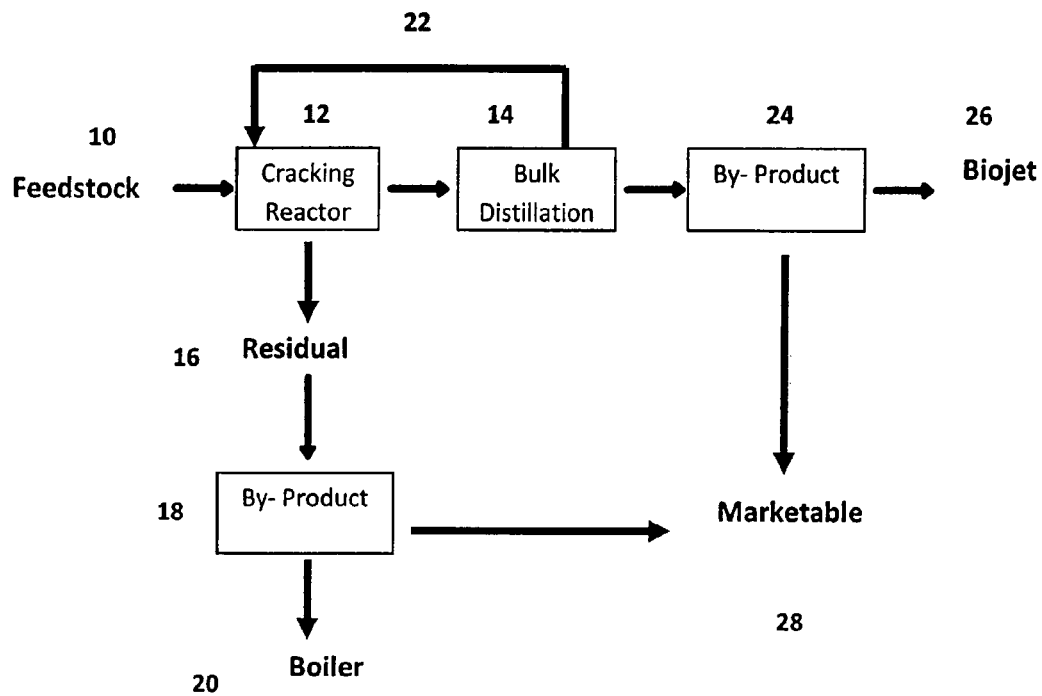 22
12
14
24
26
10
Feedstock
Cracking
Reactor
Bulk
Distillation
By- Product
Biojet
16
Residual
18
By- Product
Marketable
28
20
Boiler